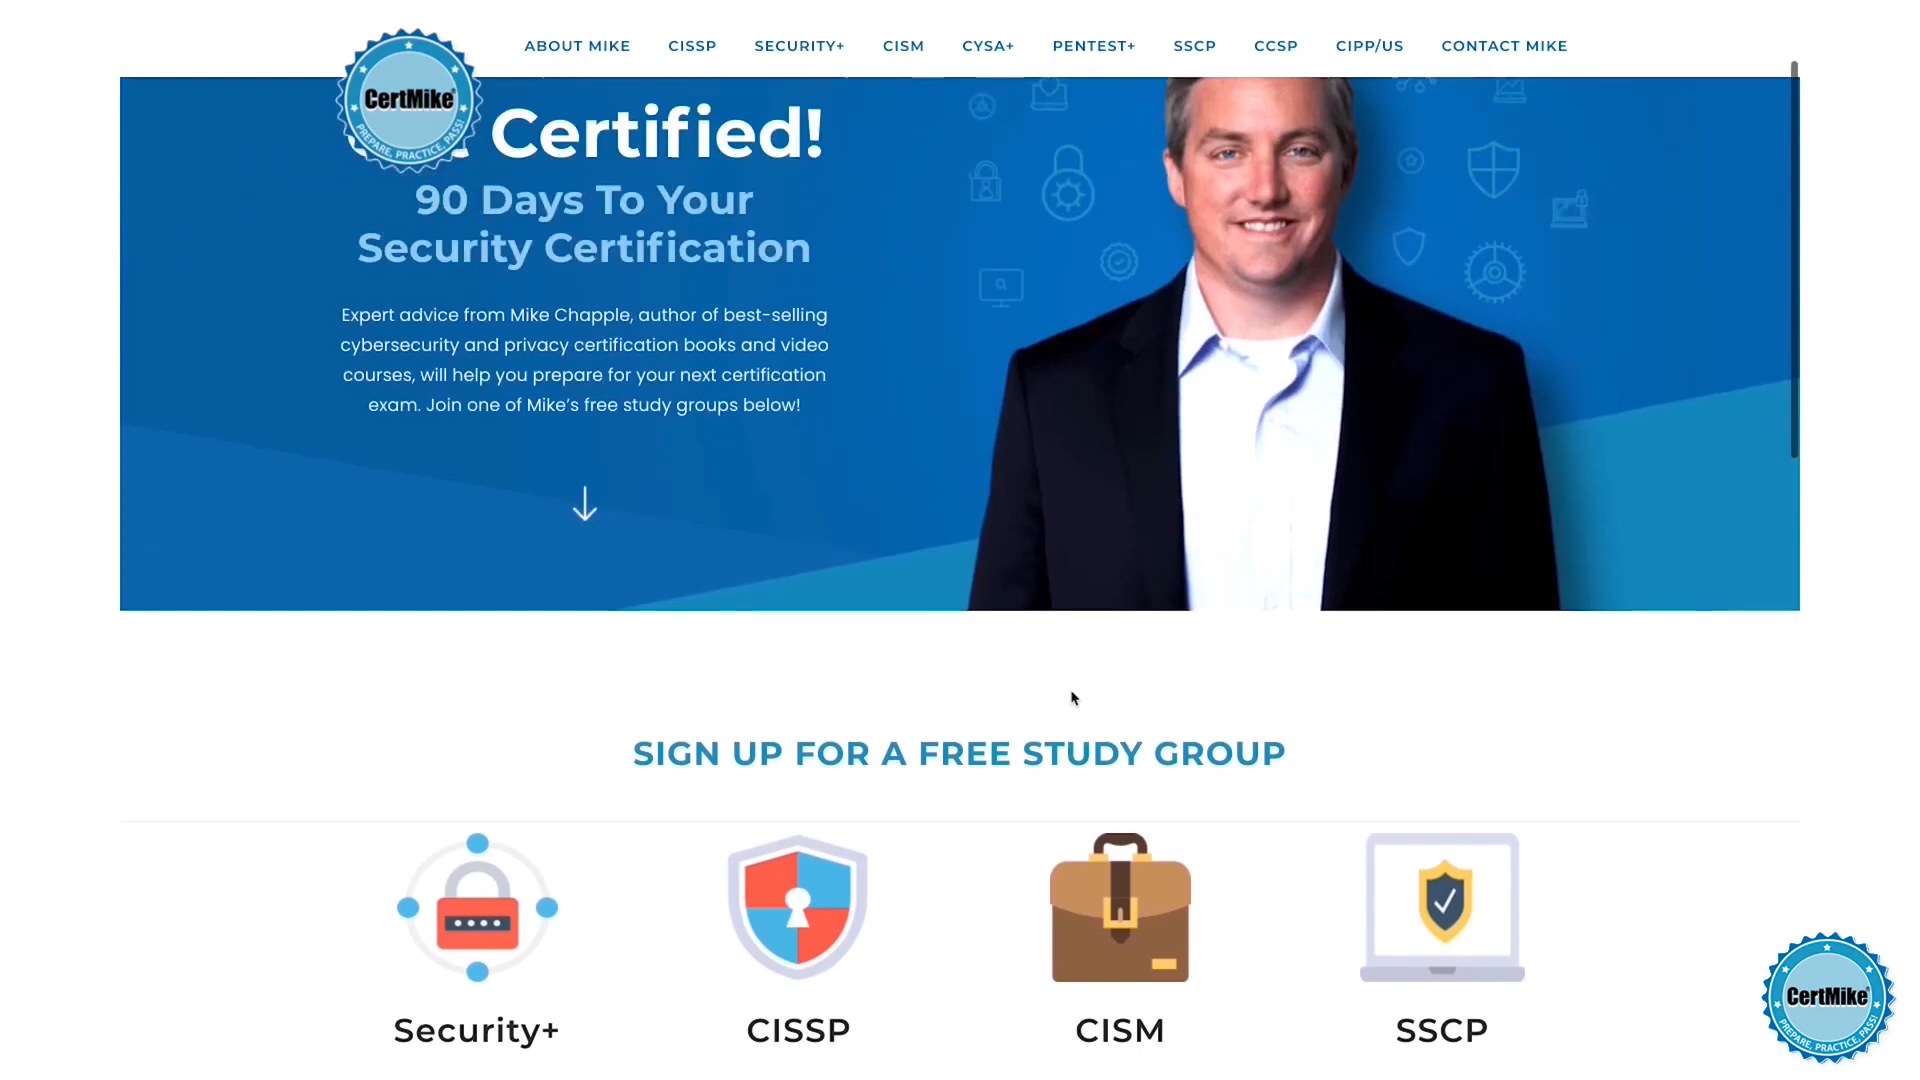 ABOUT MIKE CISSP SECURITY+ CISM CYSA+ PENTEST+ SSCP CCSP CIPP/US CONTACT MIKE
CertMike®
PREPARE, PRACTICE, PASS!
Certified!
90 Days To Your
Security Certification
Expert advice from Mike Chapple, author of best-selling
cybersecurity and privacy certification books and video
courses, will help you prepare for your next certification
exam. Join one of Mike’s free study groups below!
SIGN UP FOR A FREE STUDY GROUP
Security+ CISSP CISM SSCP
CertMike®
PREPARE, PRACTICE, PASS!